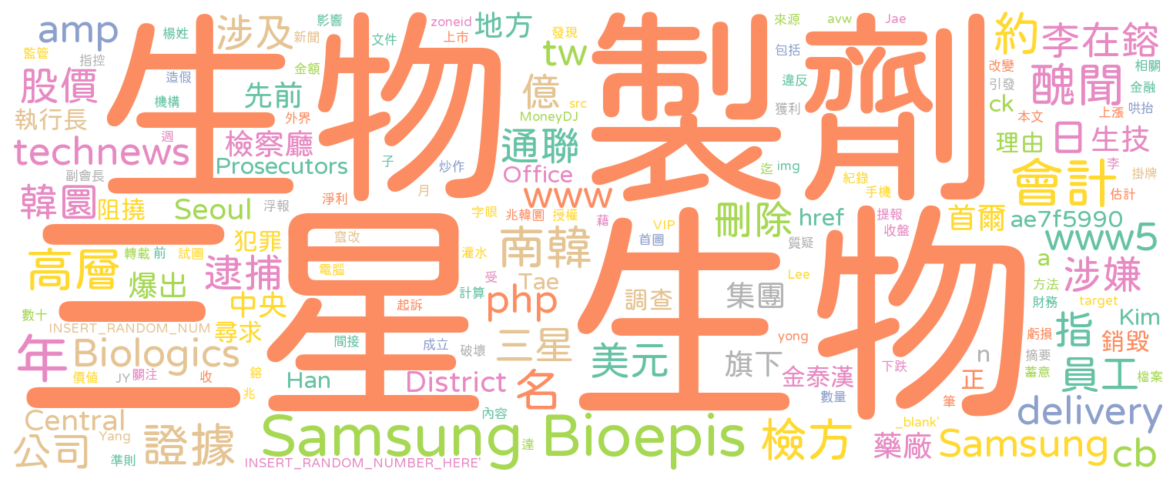 生物製劑
三星生物
Samsung Bioepis
影響
zoneid
來源
avw
Jae
楊姓
涉及
新聞
文件
上市
地方
發現
amp
監管
指控
tw
包括
約
李在鎔
改變
相關
股價
造假
金額
億
src
違反
醜聞
引發
金融
機構
先前
MoneyDJ
獲利
ck
本文
上漲
哄抬
執行長
週
外界
檢察廳
通聯
理由
日
生技
technews
子
炒作
迄
img
李
掛牌
副會長
Prosecutors
Office
紀錄
會計
估計
韓圜
淨利
月
www
手機
阻撓
Seoul
浮報
字眼
兆韓圜
授權
藉
VIP
刪除
href
提報
首爾
ae7f5990
收盤
www5
轉載
前
試圖
犯罪
竄改
灌水
南韓
首圖
質疑
a
高層
爆出
逮捕
電腦
受
Tae
調查
集團
Lee
方法
涉嫌
數十
中央
起訴
計算
php
財務
target
INSERT_RANDOM_NUM
尋求
間接
成立
破壞
三星
美元
yong
虧損
指
Kim
銷毀
年
Biologics
旗下
下跌
n
摘要
價值
JY
關注
收
鎔
兆
Han
District
名
金泰漢
數量
正
蓄意
員工
檔案
Central
內容
筆
delivery
公司
Yang
證據
違
檢方
藥廠
_blank'
Samsung
cb
準則
INSERT_RANDOM_NUMBER_HERE'